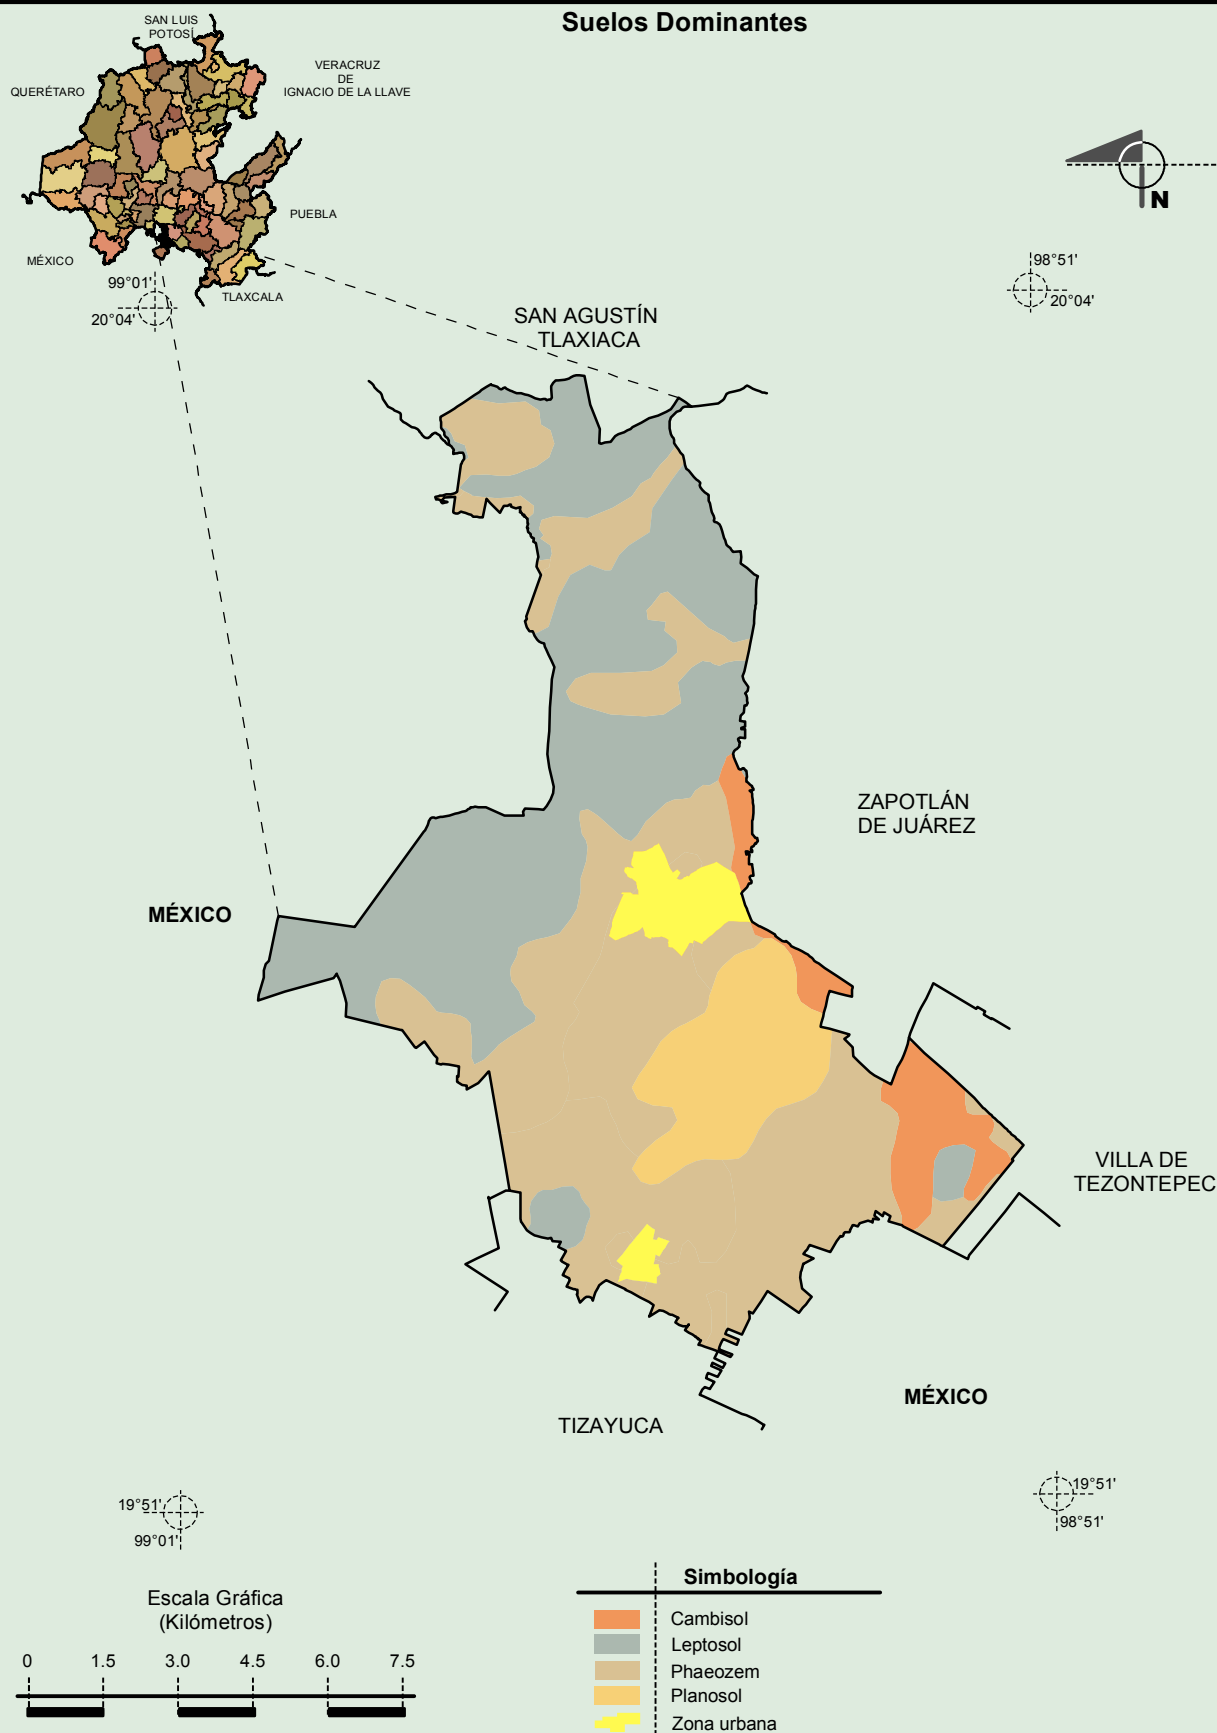 Suelos Dominantes
SAN LUIS
POTOSÍ
QUERÉTARO
VERACRUZ
DE
IGNACIO DE LA LLAVE
PUEBLA
MÉXICO
TLAXCALA
N
99°01'
20°04'
98°51'
20°04'
SAN AGUSTÍN
TLAXIACA
ZAPOTLÁN
DE JUÁREZ
MÉXICO
VILLA DE
TEZONTEPEC
MÉXICO
TIZAYUCA
19°51'
99°01'
19°51'
98°51'
Escala Gráfica
(Kilómetros)
0 1.5 3.0 4.5 6.0 7.5
Simbología
Cambisol
Leptosol
Phaeozem
Planosol
Zona urbana